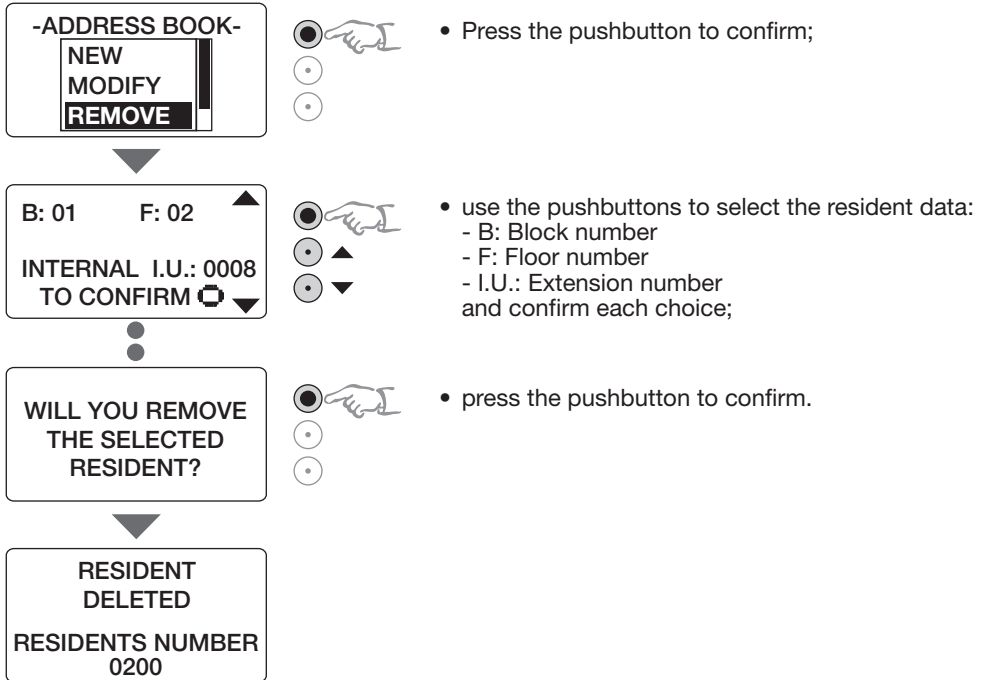 -ADDRESS BOOK-
NEW
MODIFY
REMOVE
• Press the pushbutton to confirm;
B: 01 F: 02
INTERNAL I.U.: 0008
TO CONFIRM
• use the pushbuttons to select the resident data:
- B: Block number
- F: Floor number
- I.U.: Extension number
and confirm each choice;
WILL YOU REMOVE
THE SELECTED
RESIDENT?
• press the pushbutton to confirm.
RESIDENT
DELETED
RESIDENTS NUMBER
0200